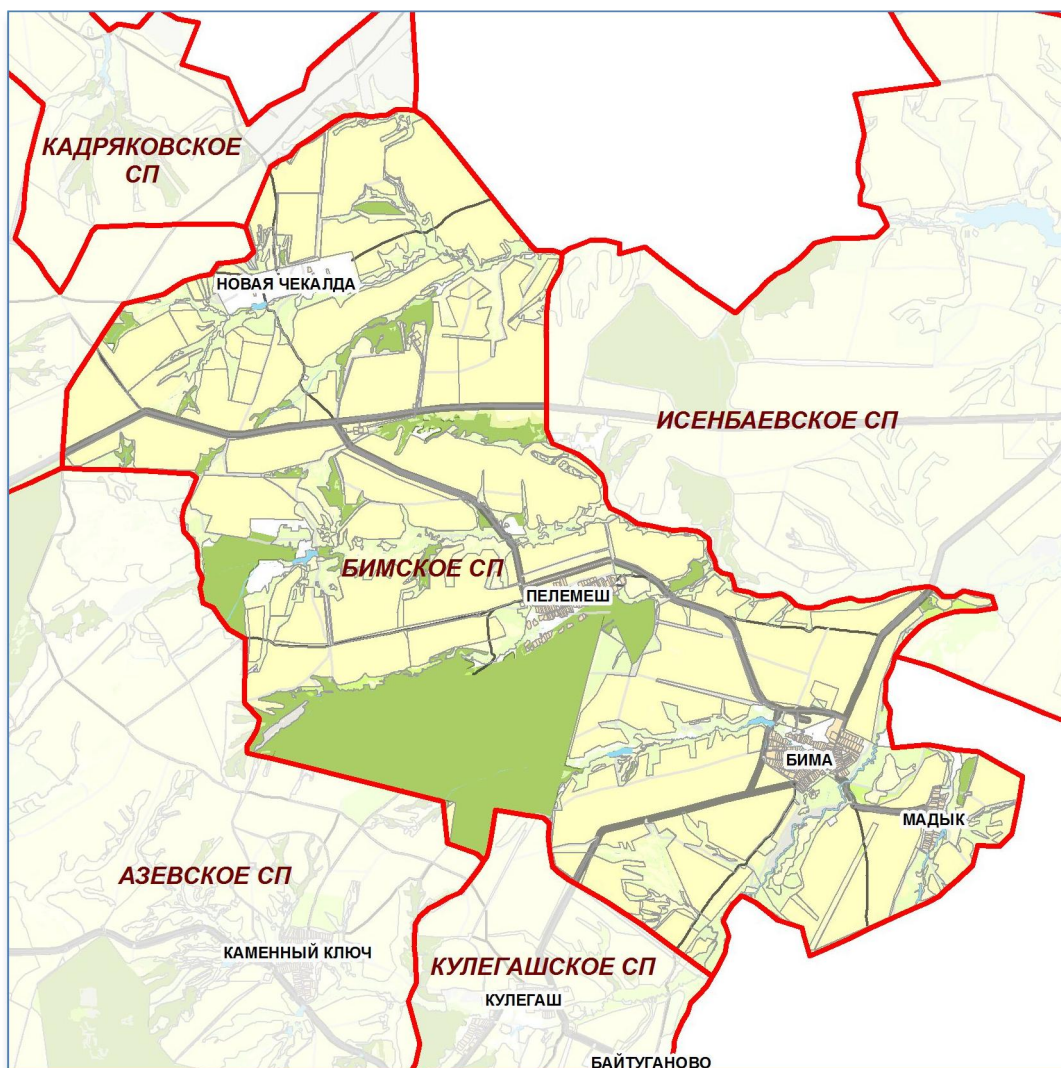 КАДРЯКОВСКОЕ
СП
НОВАЯ ЧЕКАЛДА
ИСЕНБАЕВСКОЕ СП
БИМСКОЕ СП
ПЕЛЕМЕШ
БИМА
МАДЫК
АЗЕВСКОЕ СП
КАМЕННЫЙ КЛЮЧ
КУЛЕГАШСКОЕ СП
КУЛЕГАШ
БАЙТУГАНОВО